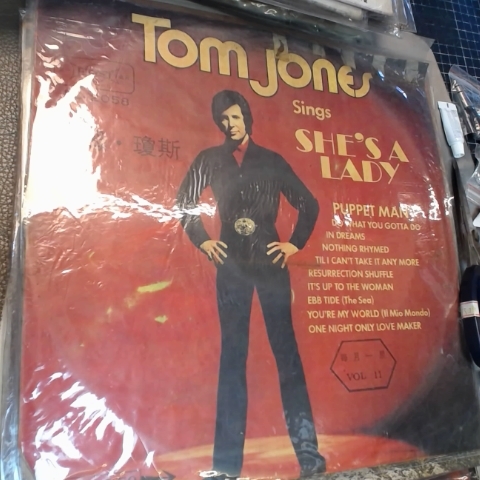 Tom Jones
Sings
SHE'S A
LADY
瓊斯
PUPPET MAN
WHAT YOU GOTTA DO
IN DREAMS
NOTHING RHYMED
TIL I CAN'T TAKE IT ANY MORE
RESURRECTION SHUFFLE
IT'S UP TO THE WOMAN
EBB TIDE (The Sea)
YOU'RE MY WORLD (Il Mio Mondo)
ONE NIGHT ONLY LOVE MAKER
VOL 11